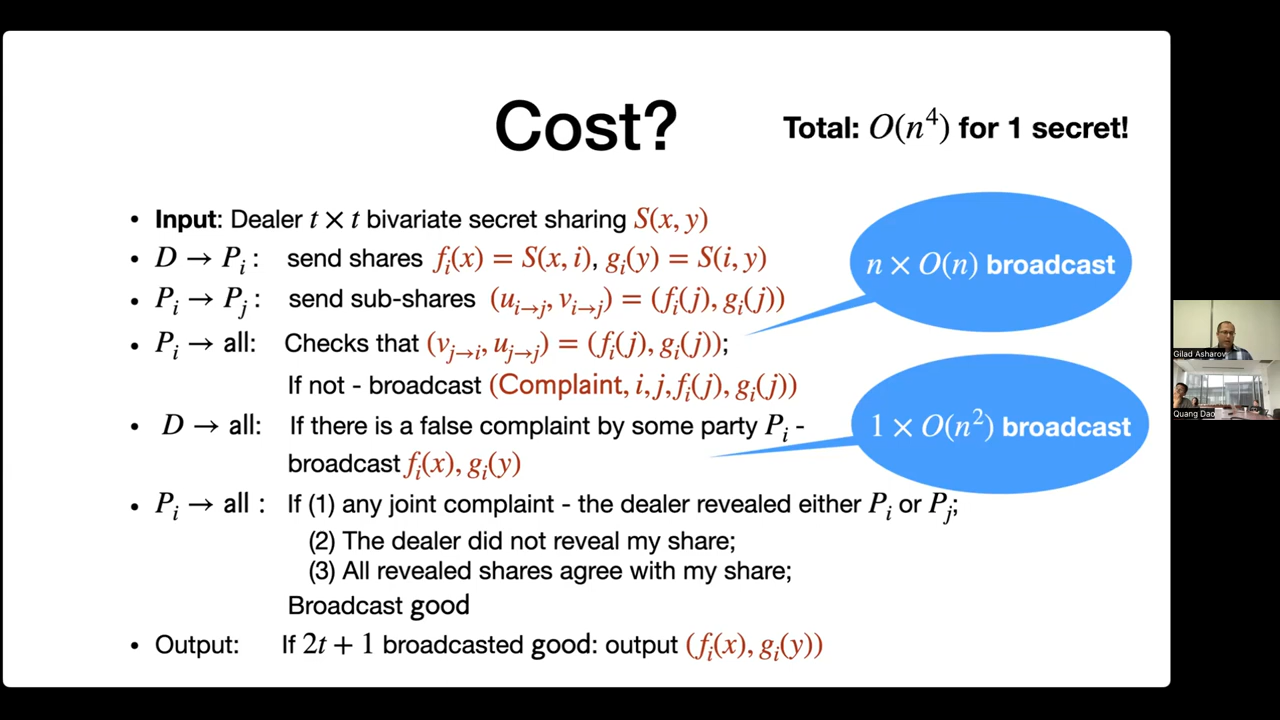 Cost?
Total: O(n⁴) for 1 secret!
• Input: Dealer t × t bivariate secret sharing S(x, y)
• D → Pᵢ : send shares fᵢ(x) = S(x, i), gᵢ(y) = S(i, y)
• Pᵢ → Pⱼ : send sub-shares (uᵢ→ⱼ, vᵢ→ⱼ) = (fᵢ(j), gᵢ(j))
n × O(n) broadcast
• Pᵢ → all: Checks that (vⱼ→ᵢ, uⱼ→ⱼ) = (fᵢ(j), gᵢ(j));
If not - broadcast (Complaint, i, j, fᵢ(j), gᵢ(j))
• D → all: If there is a false complaint by some party Pᵢ -
broadcast fᵢ(x), gᵢ(y)
1 × O(n²) broadcast
• Pᵢ → all : If (1) any joint complaint - the dealer revealed either Pᵢ or Pⱼ;
(2) The dealer did not reveal my share;
(3) All revealed shares agree with my share;
Broadcast good
• Output: If 2t + 1 broadcasted good: output (fᵢ(x), gᵢ(y))
Gilad Asharov
Quang Dao